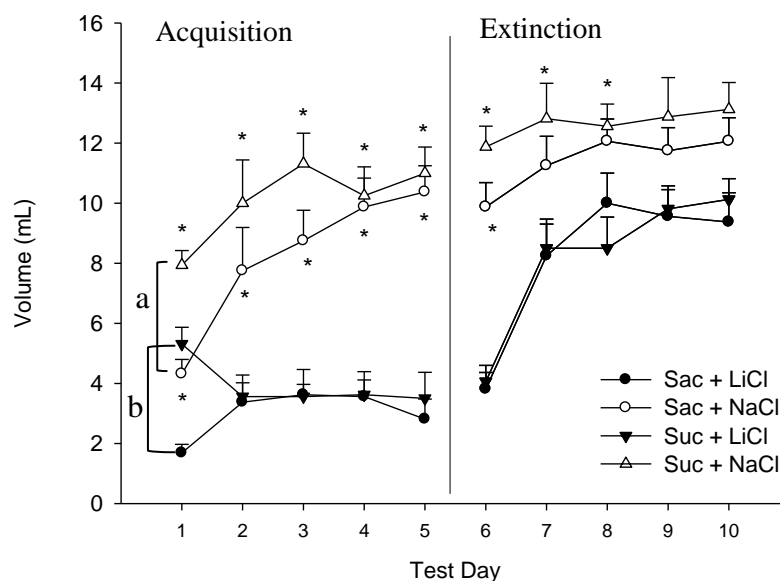 Acquisition
Extinction
16
14
12
10
8
6
4
2
0
Volume (mL)
* * * * *
* * * * *
* * *
*
a
b
Sac + LiCl
Sac + NaCl
Suc + LiCl
Suc + NaCl
1 2 3 4 5 6 7 8 9 10
Test Day